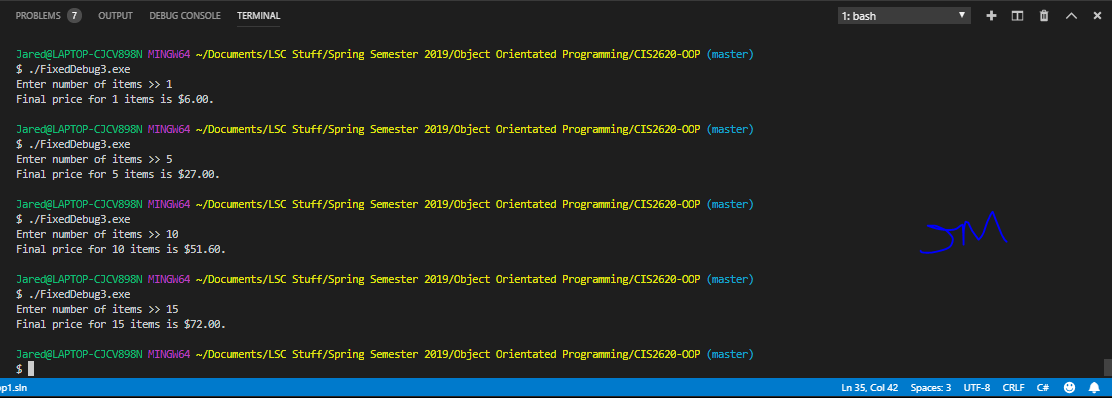 PROBLEMS 7 OUTPUT DEBUG CONSOLE TERMINAL 1: bash
Jared@LAPTOP-CJCV898N MINGW64 ~/Documents/LSC Stuff/Spring Semester 2019/Object Orientated Programming/CIS2620-OOP (master)
$ ./FixedDebug3.exe
Enter number of items >> 1
Final price for 1 items is $6.00.
Jared@LAPTOP-CJCV898N MINGW64 ~/Documents/LSC Stuff/Spring Semester 2019/Object Orientated Programming/CIS2620-OOP (master)
$ ./FixedDebug3.exe
Enter number of items >> 5
Final price for 5 items is $27.00.
Jared@LAPTOP-CJCV898N MINGW64 ~/Documents/LSC Stuff/Spring Semester 2019/Object Orientated Programming/CIS2620-OOP (master)
$ ./FixedDebug3.exe
Enter number of items >> 10
Final price for 10 items is $51.60.
Jared@LAPTOP-CJCV898N MINGW64 ~/Documents/LSC Stuff/Spring Semester 2019/Object Orientated Programming/CIS2620-OOP (master)
$ ./FixedDebug3.exe
Enter number of items >> 15
Final price for 15 items is $72.00.
Jared@LAPTOP-CJCV898N MINGW64 ~/Documents/LSC Stuff/Spring Semester 2019/Object Orientated Programming/CIS2620-OOP (master)
$
op1.sln Ln 35, Col 42 Spaces: 3 UTF-8 CRLF C#